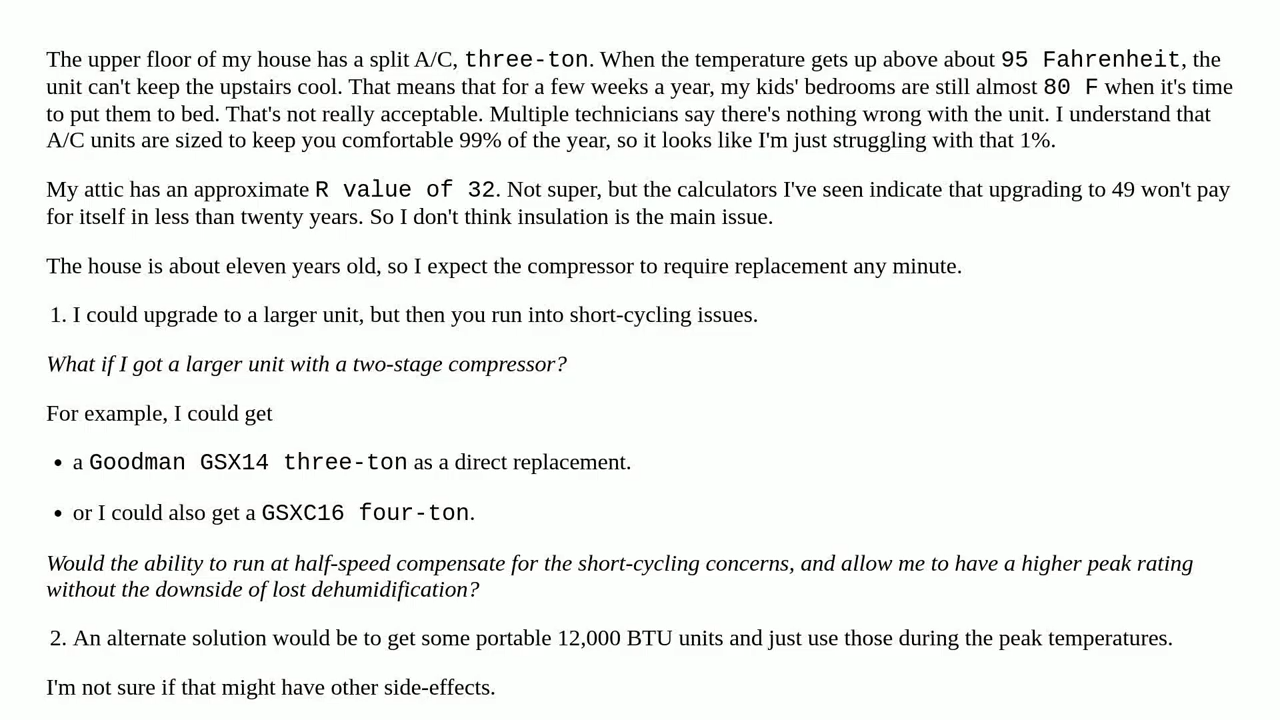 The upper floor of my house has a split A/C, three-ton. When the temperature gets up above about 95 Fahrenheit, the
unit can't keep the upstairs cool. That means that for a few weeks a year, my kids' bedrooms are still almost 80 F when it's time
to put them to bed. That's not really acceptable. Multiple technicians say there's nothing wrong with the unit. I understand that
A/C units are sized to keep you comfortable 99% of the year, so it looks like I'm just struggling with that 1%.
My attic has an approximate R value of 32. Not super, but the calculators I've seen indicate that upgrading to 49 won't pay
for itself in less than twenty years. So I don't think insulation is the main issue.
The house is about eleven years old, so I expect the compressor to require replacement any minute.
1. I could upgrade to a larger unit, but then you run into short-cycling issues.
What if I got a larger unit with a two-stage compressor?
For example, I could get
• a Goodman GSX14 three-ton as a direct replacement.
• or I could also get a GSXC16 four-ton.
Would the ability to run at half-speed compensate for the short-cycling concerns, and allow me to have a higher peak rating
without the downside of lost dehumidification?
2. An alternate solution would be to get some portable 12,000 BTU units and just use those during the peak temperatures.
I'm not sure if that might have other side-effects.